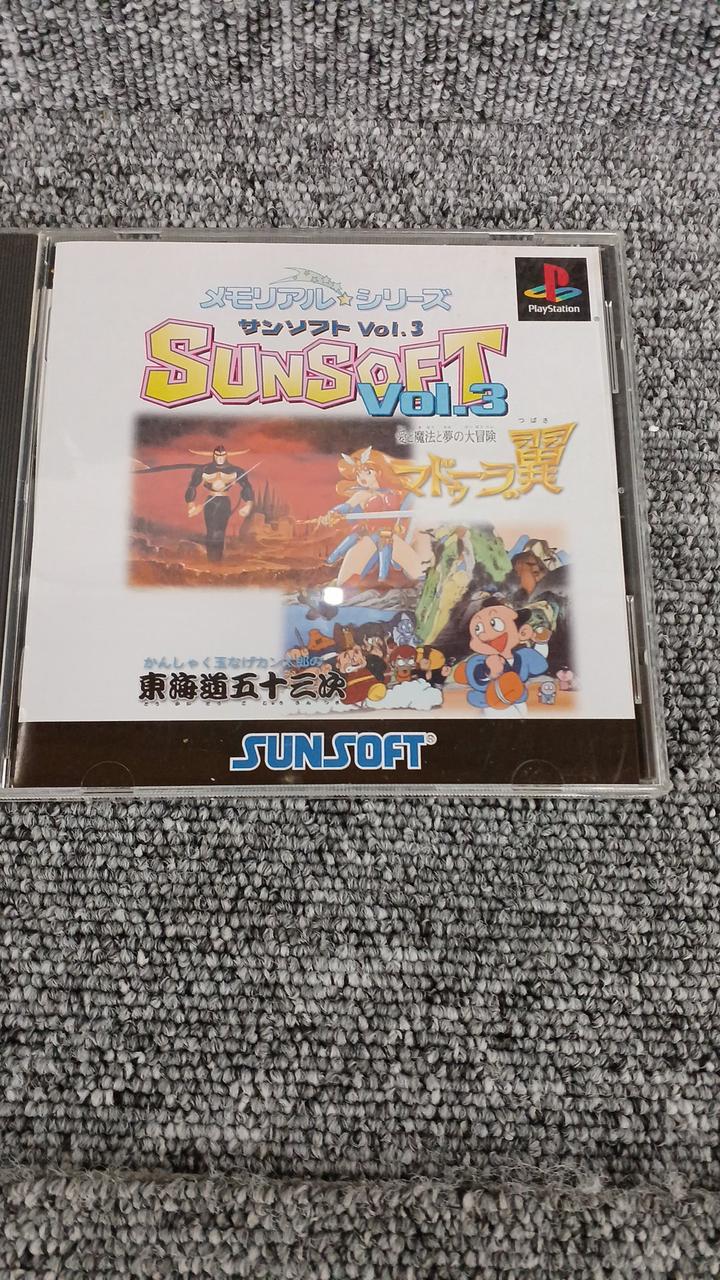 メモリアル☆シリーズ
PlayStation
サンソフト Vol.3
SUNSOFT
Vol.3
つばさ
愛と魔法と夢の大冒険
マドゥーラの翼
かんしゃく玉なげカン太郎の
東海道五十三次
SUNSOFT®